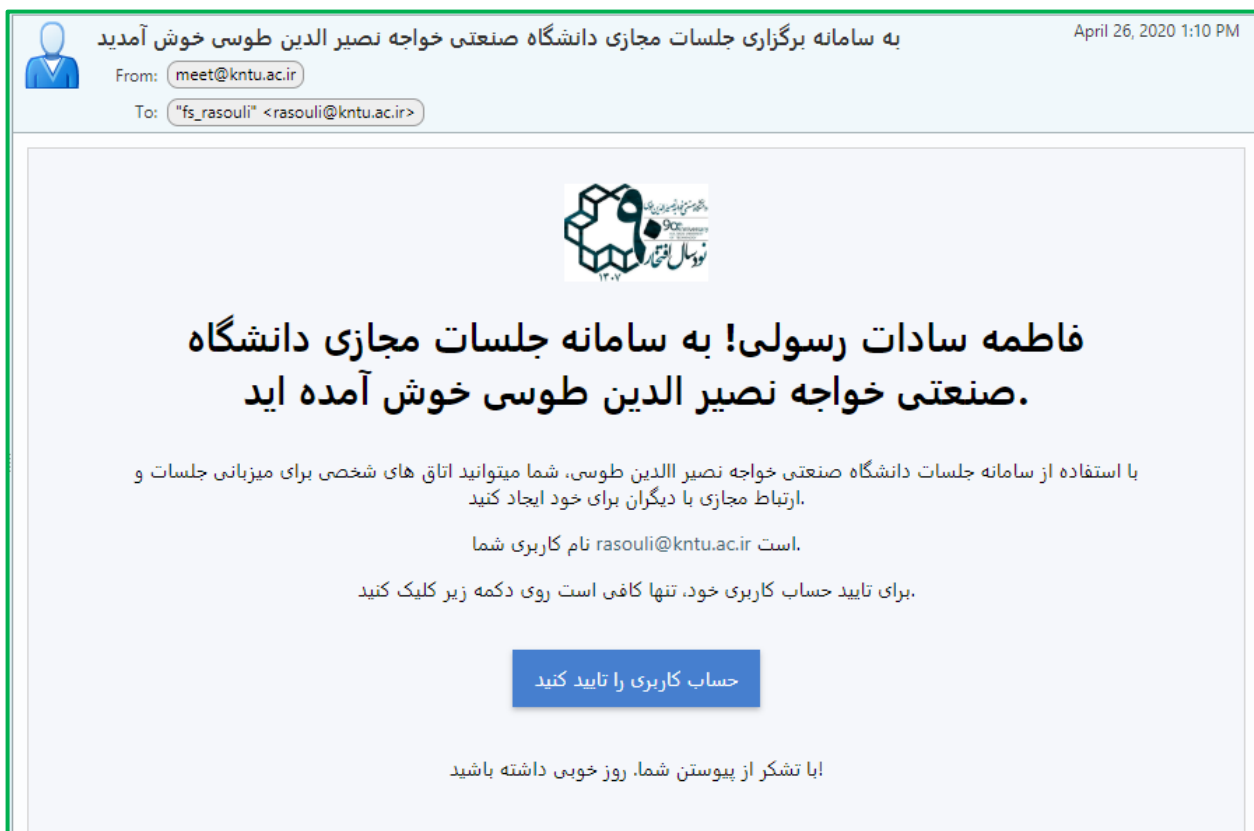 به سامانه برگزاری جلسات مجازی دانشگاه صنعتی خواجه نصیر الدین طوسی خوش آمدید
April 26, 2020 1:10 PM
From: meet@kntu.ac.ir
To: "fs_rasouli" <rasouli@kntu.ac.ir>
90
Anniversary
نود سال افتخار
۱۳۰۷
فاطمه سادات رسولی! به سامانه جلسات مجازی دانشگاه
صنعتی خواجه نصیر الدین طوسی خوش آمده اید.
با استفاده از سامانه جلسات دانشگاه صنعتی خواجه نصیر االدین طوسی، شما میتوانید اتاق های شخصی برای میزبانی جلسات و
ارتباط مجازی با دیگران برای خود ایجاد کنید.
است rasouli@kntu.ac.ir نام کاربری شما.
برای تایید حساب کاربری خود، تنها کافی است روی دکمه زیر کلیک کنید.
حساب کاربری را تایید کنید
با تشکر از پیوستن شما. روز خوبی داشته باشید!